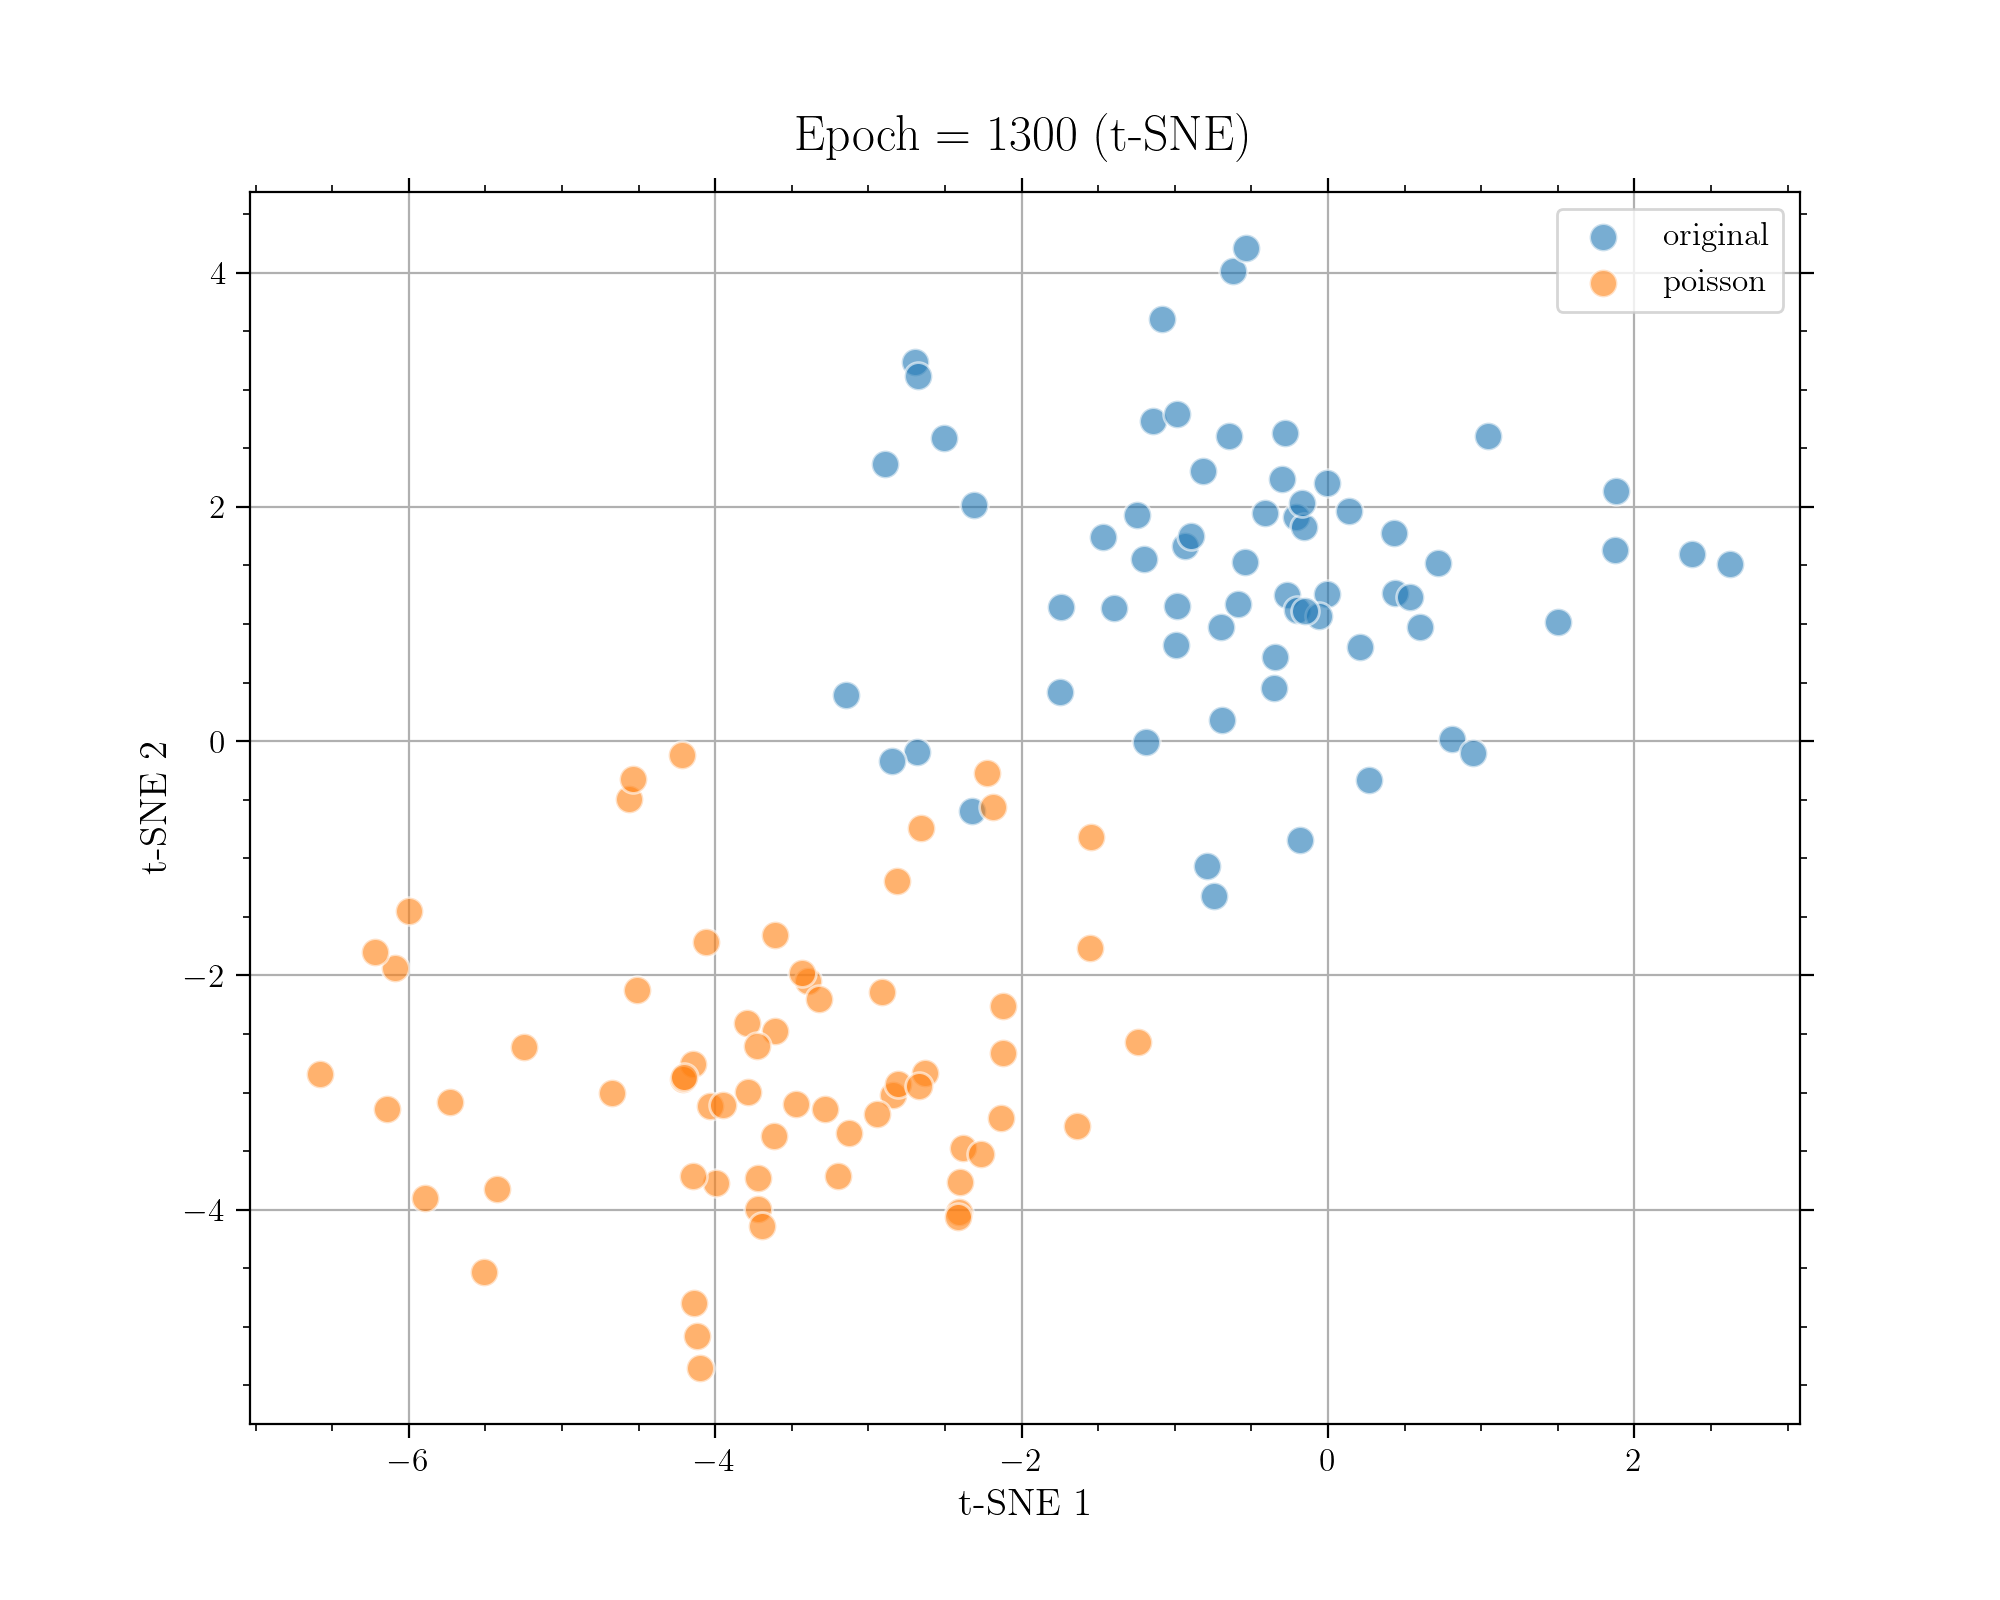 Epoch = 1300 (t-SNE)
original
poisson
4
2
0
−2
−4
t-SNE 2
−6
−4
−2
0
2
t-SNE 1